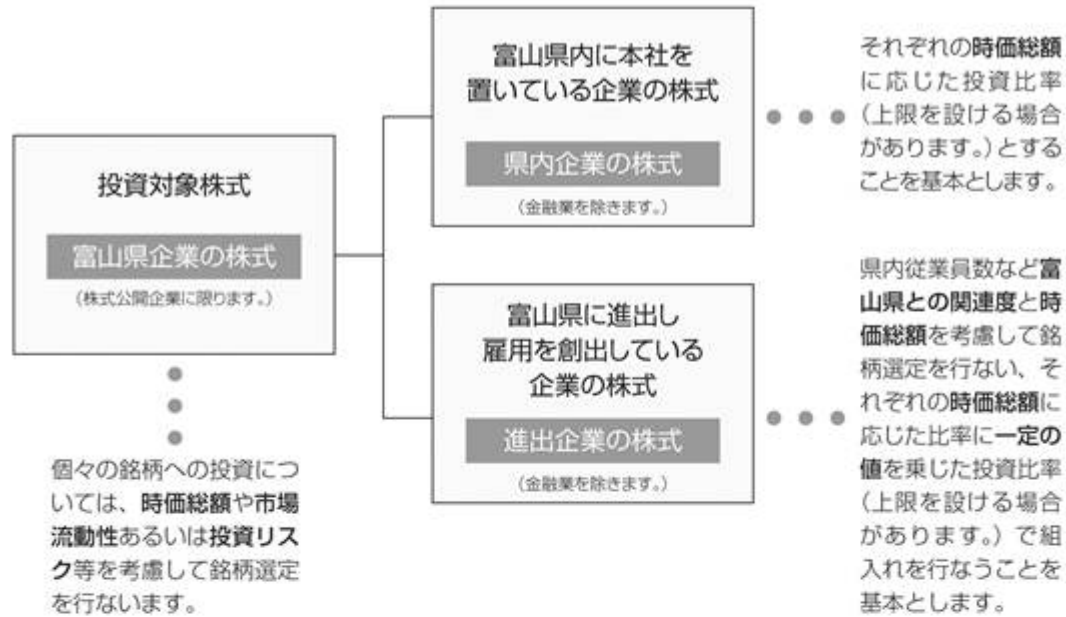 投資対象株式
富山県企業の株式
（株式公開企業に限ります。）
個々の銘柄への投資につ
いては、時価総額や市場
流動性あるいは投資リス
ク等を考慮して銘柄選定
を行ないます。
富山県内に本社を
置いている企業の株式
県内企業の株式
（金融業を除きます。）
それぞれの時価総額
に応じた投資比率
（上限を設ける場合
があります。）とする
ことを基本とします。
富山県に進出し
雇用を創出している
企業の株式
進出企業の株式
（金融業を除きます。）
県内従業員数など富
山県との関連度と時
価総額を考慮して銘
柄選定を行ない、そ
れぞれの時価総額に
応じた比率に一定の
値を乗じた投資比率
（上限を設ける場合
があります。）で組
入れを行なうことを
基本とします。